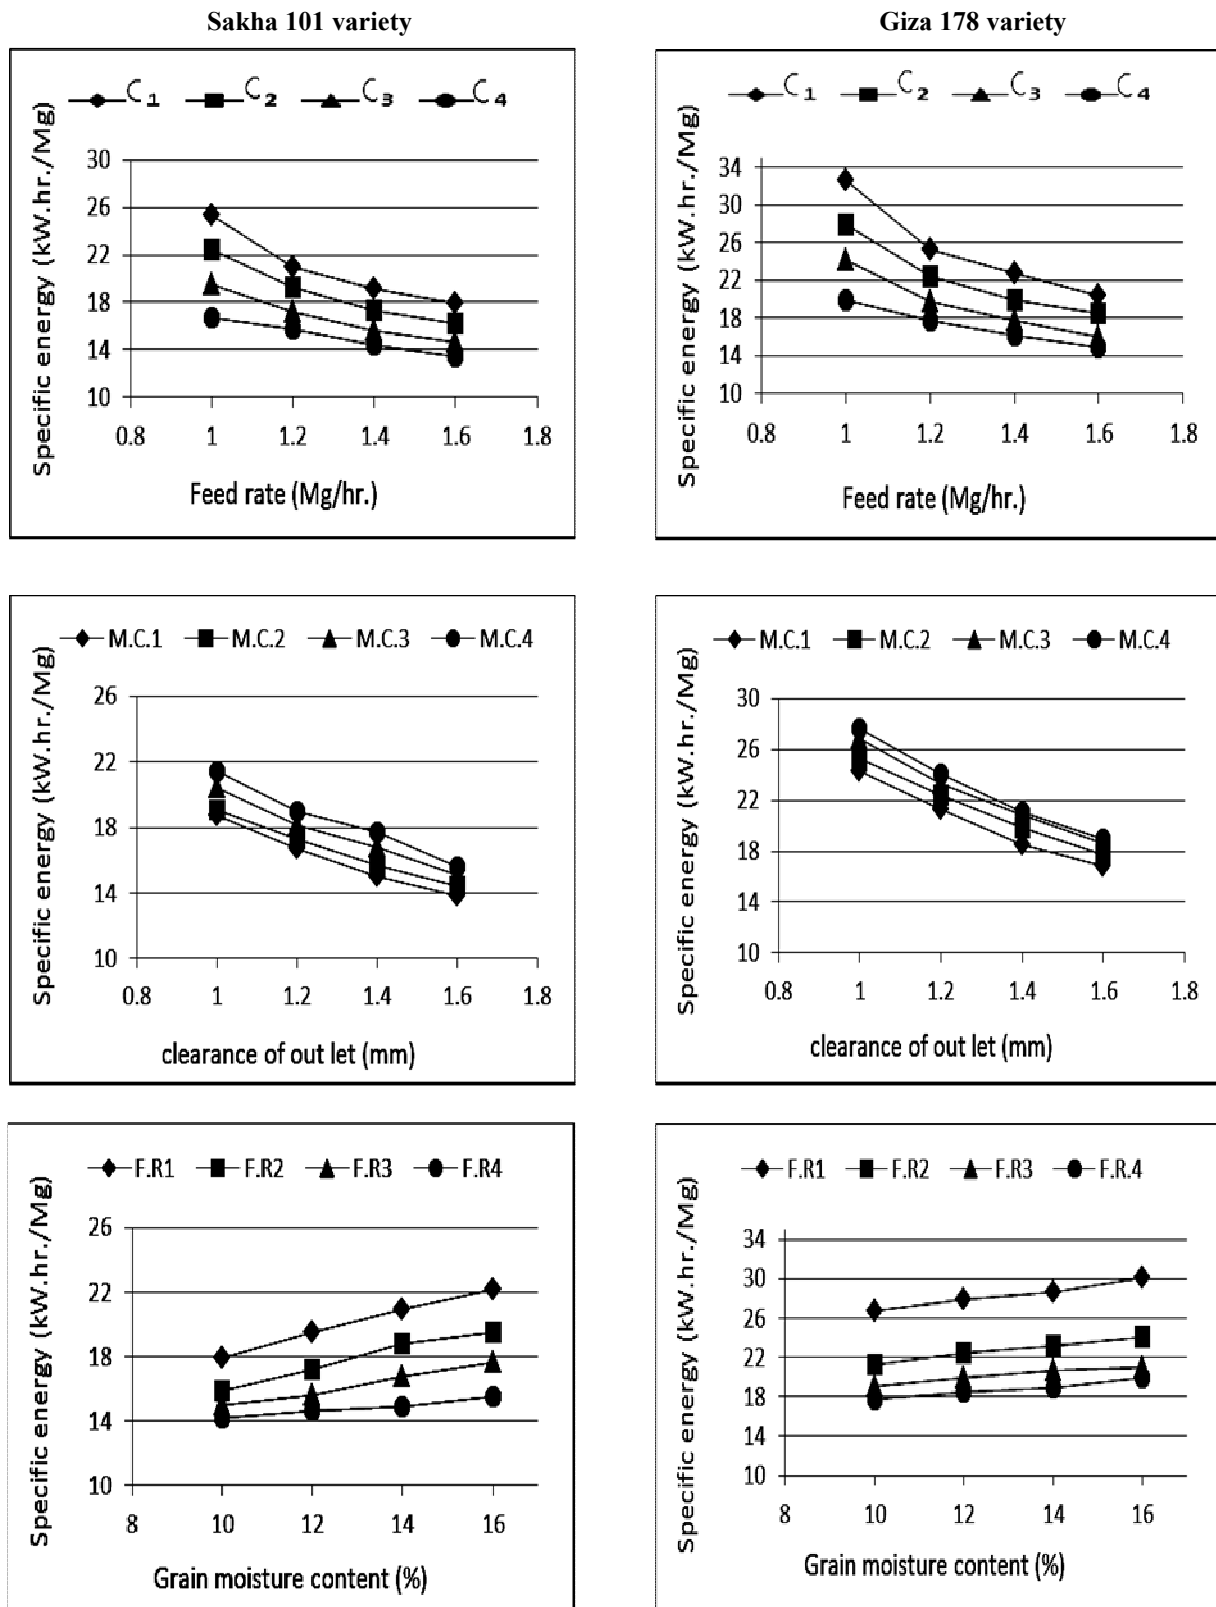 Sakha 101 variety
Giza 178 variety
C1 C2 C3 C4
Specific energy (kW.hr./Mg)
30
26
22
18
14
10
0.8 1 1.2 1.4 1.6 1.8
Feed rate (Mg/hr.)
C1 C2 C3 C4
Specific energy (kW.hr./Mg)
34
30
26
22
18
14
10
0.8 1 1.2 1.4 1.6 1.8
Feed rate (Mg/hr.)
M.C.1 M.C.2 M.C.3 M.C.4
Specific energy (kW.hr./Mg)
26
22
18
14
10
0.8 1 1.2 1.4 1.6 1.8
clearance of out let (mm)
M.C.1 M.C.2 M.C.3 M.C.4
Specific energy (kW.hr./Mg)
30
26
22
18
14
10
0.8 1 1.2 1.4 1.6 1.8
clearance of out let (mm)
F.R1 F.R2 F.R3 F.R4
Specific energy (kW.hr./Mg)
26
22
18
14
10
8 10 12 14 16
Grain moisture content (%)
F.R1 F.R2 F.R3 F.R.4
Specific energy (kW.hr./Mg)
34
30
26
22
18
14
10
8 10 12 14 16
Grain moisture content (%)